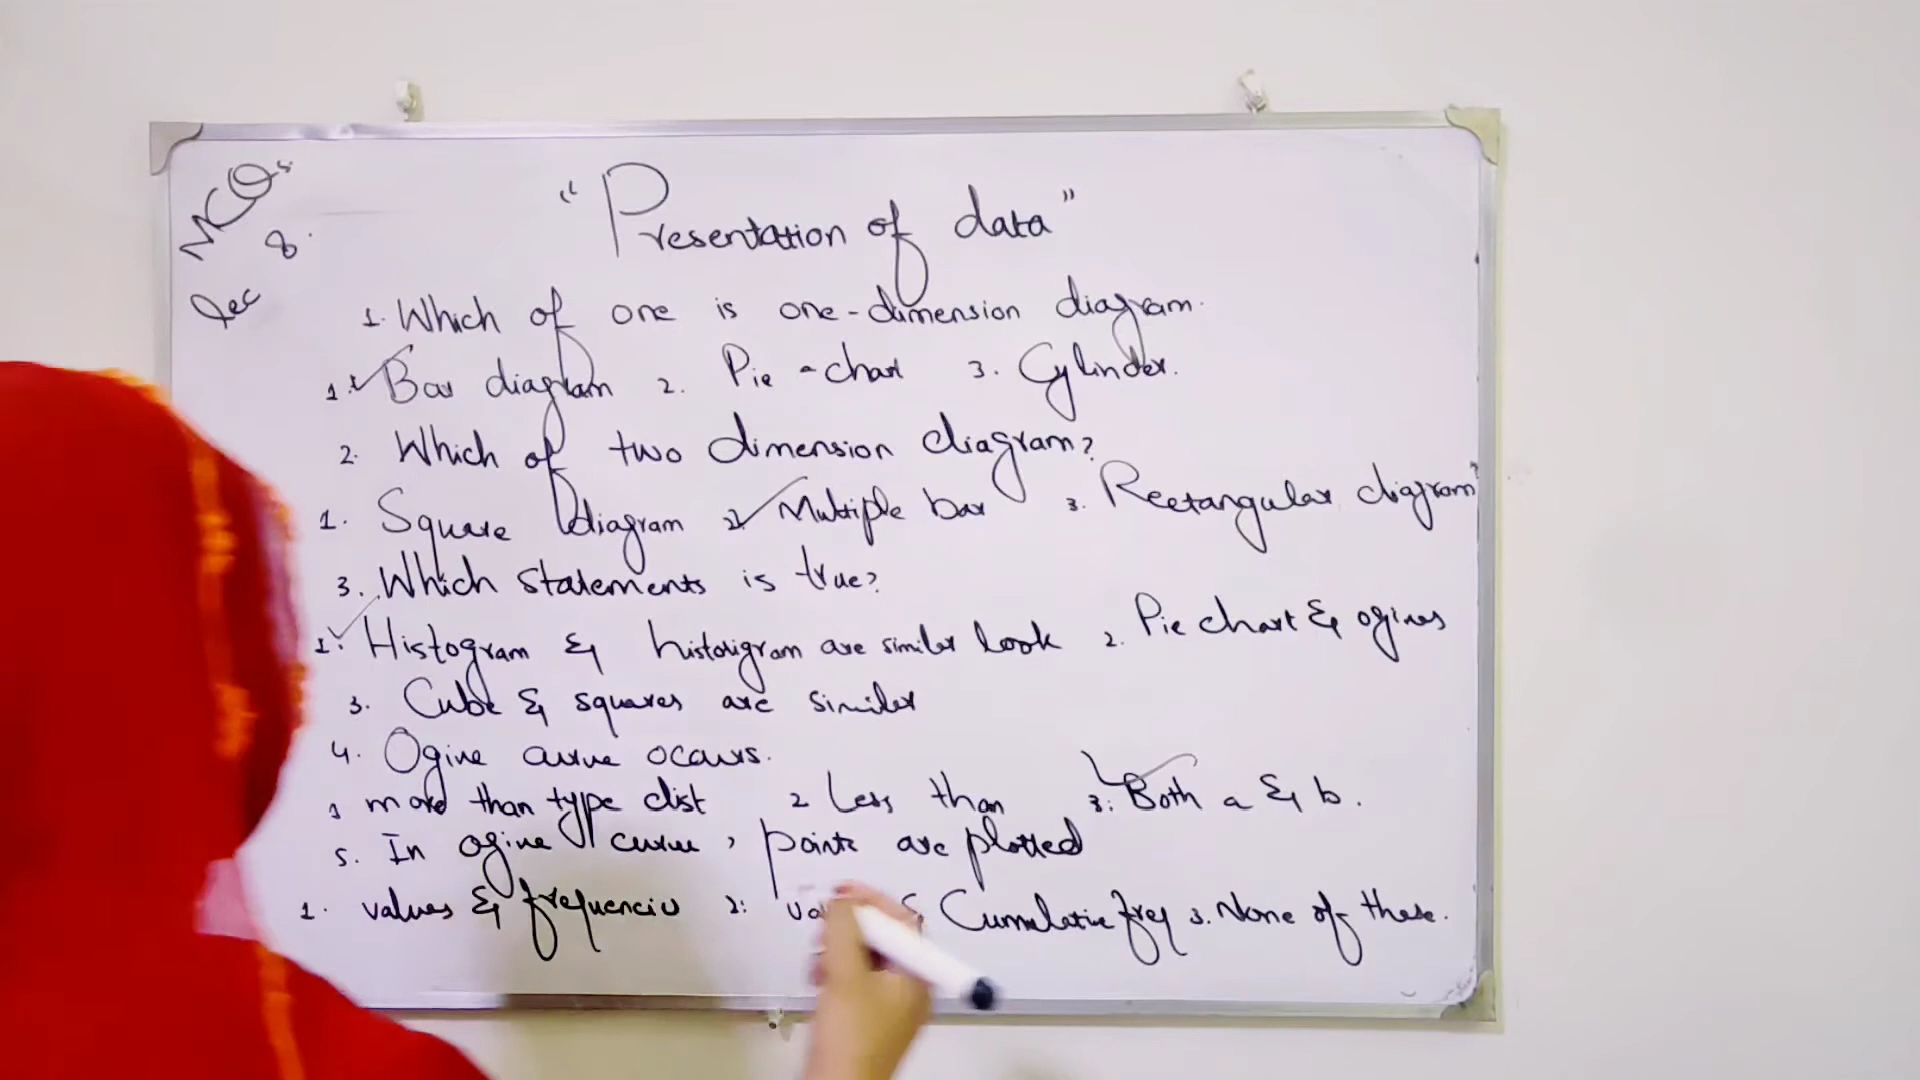 MCQs.
Lec 8.
"Presentation of data"
1. Which of one is one-dimension diagram.
1. Bar diagram 2. Pie-chart 3. Cylinder.
2. Which of two dimension diagram?
1. Square diagram 2. Multiple bar 3. Rectangular diagram?
3. Which statements is true?
1. Histogram & historigram are similar look 2. Pie chart & ogives
3. Cube & squares are similar
4. Ogive curve occurs.
1 more than type dist 2 Less than 3. Both a & b.
5. In ogive curve, points are plotted
1. values & frequencies 2: & Cumulative freq 3. None of these.